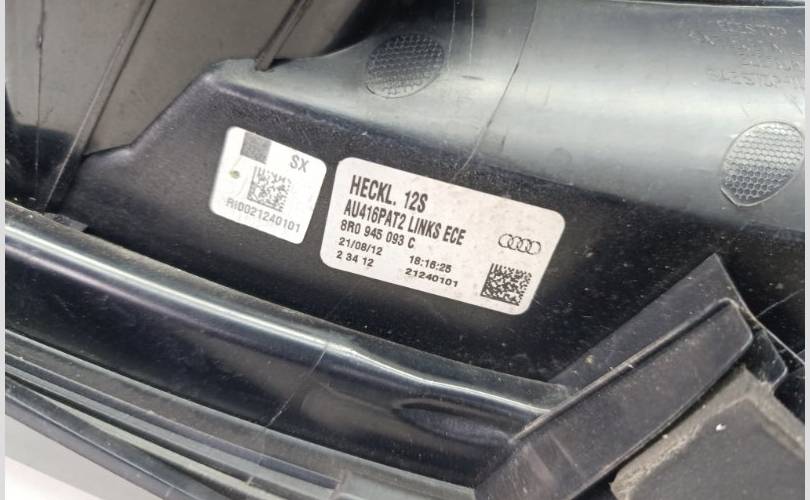 SX
RID021240101
HECKL. 12S
AU416PAT2 LINKS ECE
8R0 945 093 C
21/08/12 18:16:25
2 34 12 21240101